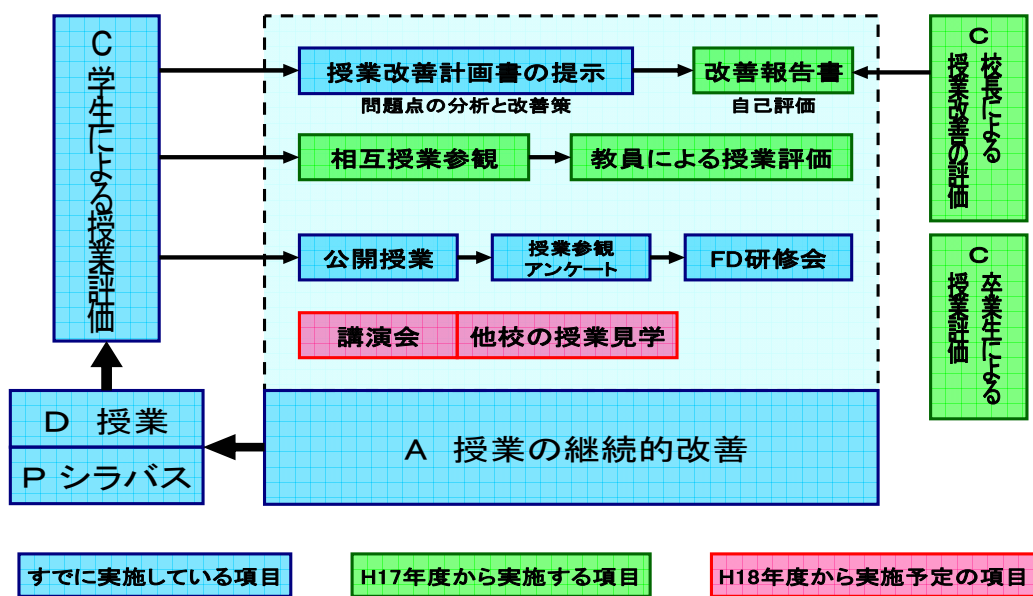 C 学生による授業評価
授業改善計画書の提示
問題点の分析と改善策
改善報告書
自己評価
C 校長による
授業改善の評価
相互授業参観
教員による授業評価
公開授業
授業参観
アンケート
FD研修会
C 卒業生による
授業評価
講演会
他校の授業見学
D 授業
P シラバス
A 授業の継続的改善
すでに実施している項目
H17年度から実施する項目
H18年度から実施予定の項目